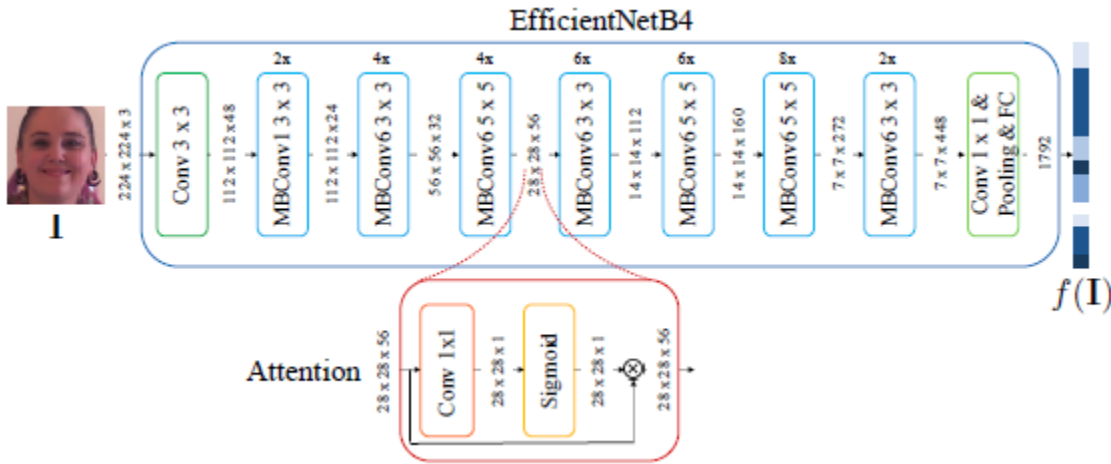 EfficientNetB4
2x
4x
4x
6x
6x
8x
2x
224 x 224 x 3
Conv 3 x 3
112 x 112 x 48
MBConv1 3 x 3
112 x 112 x 24
MBConv6 3 x 3
56 x 56 x 32
MBConv6 5 x 5
28 x 28 x 56
MBConv6 3 x 3
14 x 14 x 112
MBConv6 5 x 5
14 x 14 x 160
MBConv6 5 x 5
7 x 7 x 272
MBConv6 3 x 3
7 x 7 x 448
Conv 1 x 1 &
Pooling & FC
1792
I
f(I)
Attention
28 x 28 x 56
Conv 1x1
28 x 28 x 1
Sigmoid
28 x 28 x 1
⊗
28 x 28 x 56